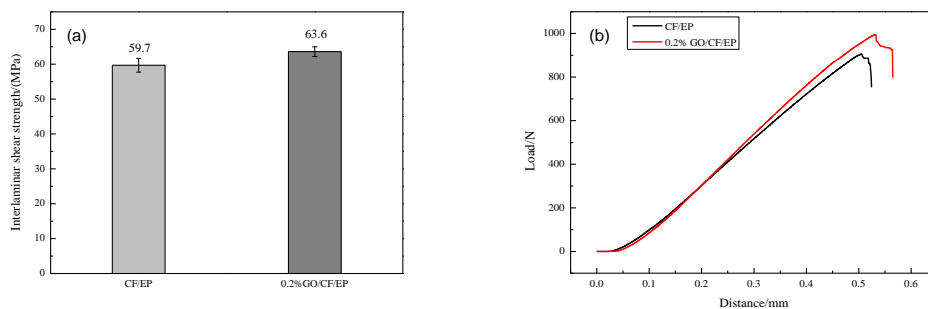 (a)
59.7
63.6
Interlaminar shear strength/(MPa)
70
60
50
40
30
20
10
0
CF/EP
0.2%GO/CF/EP
(b)
CF/EP
0.2% GO/CF/EP
Load/N
1000
800
600
400
200
0
0.0 0.1 0.2 0.3 0.4 0.5 0.6
Distance/mm